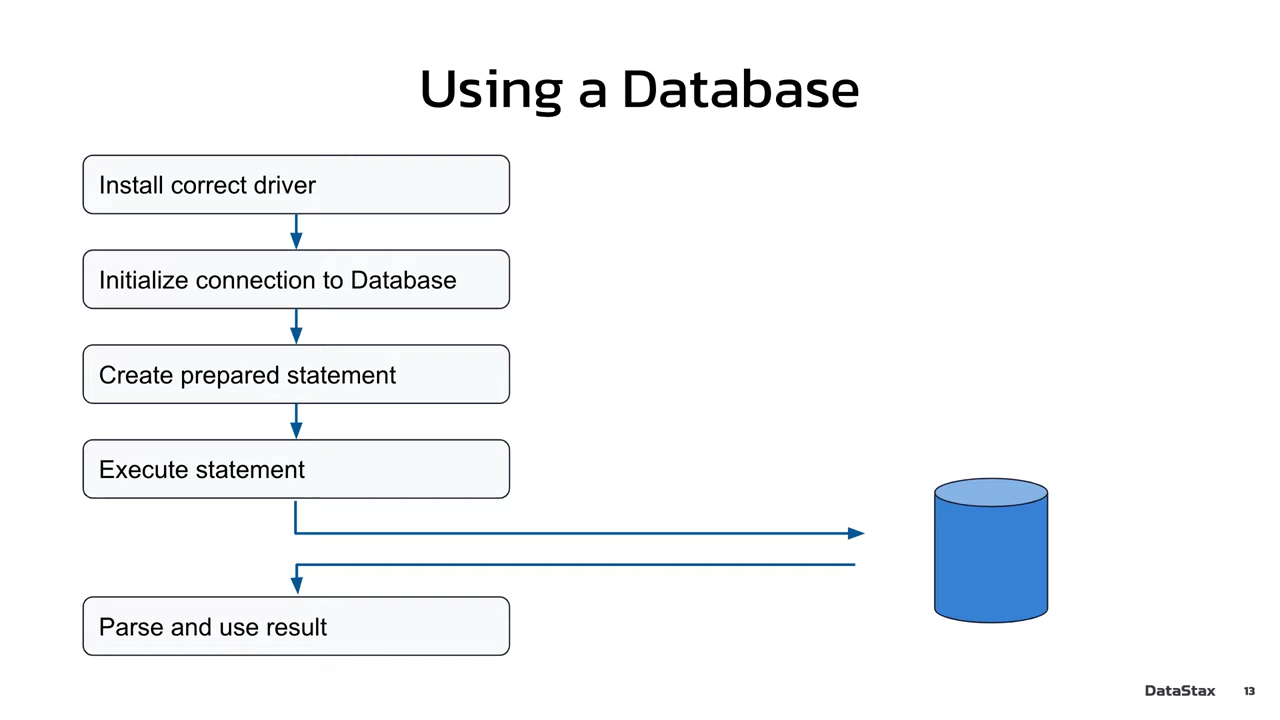 Using a Database
Install correct driver
Initialize connection to Database
Create prepared statement
Execute statement
Parse and use result
DataStax 13